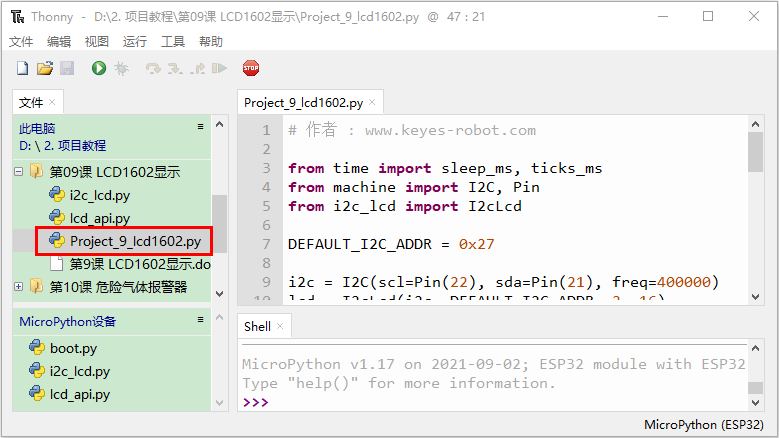 Thonny - D:\2. 项目教程\第09课 LCD1602显示\Project_9_lcd1602.py @ 47 : 21
文件 编辑 视图 运行 工具 帮助
STOP
文件 ×
此电脑
D: \ 2. 项目教程
第09课 LCD1602显示
i2c_lcd.py
lcd_api.py
Project_9_lcd1602.py
第9课 LCD1602显示.do
第10课 危险气体报警器
MicroPython设备
boot.py
i2c_lcd.py
lcd_api.py
Project_9_lcd1602.py ×
1 # 作者 : www.keyes-robot.com
2
3 from time import sleep_ms, ticks_ms
4 from machine import I2C, Pin
5 from i2c_lcd import I2cLcd
6
7 DEFAULT_I2C_ADDR = 0x27
8
9 i2c = I2C(scl=Pin(22), sda=Pin(21), freq=400000)
10 lcd = I2cLcd(i2c, DEFAULT_I2C_ADDR, 2, 16)
Shell ×
MicroPython v1.17 on 2021-09-02; ESP32 module with ESP32
Type "help()" for more information.
>>>
MicroPython (ESP32)